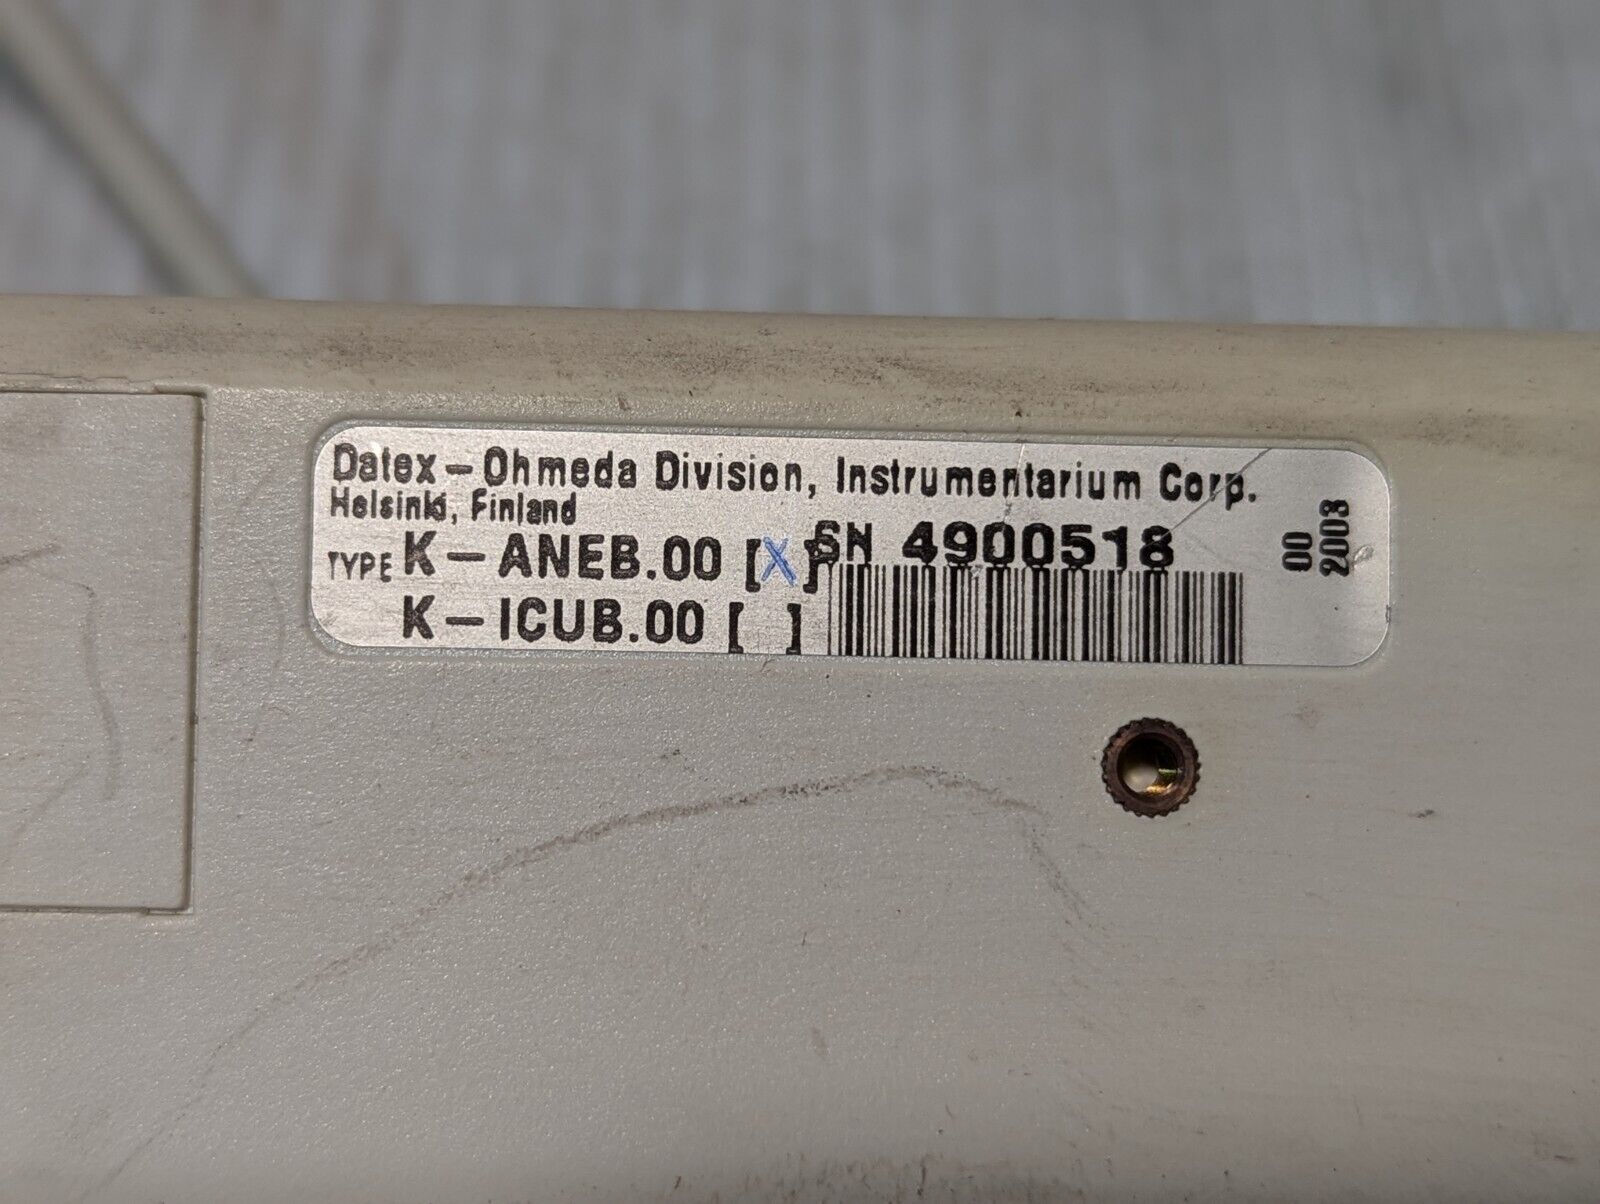 Datex-Ohmeda Division, Instrumentarium Corp.
Helsinki, Finland
TYPE K-ANEB.00 [X] SN 4900518
K-ICUB.00 [ ]
00
2003